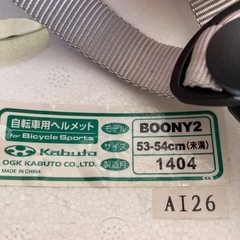 自転車用ヘルメット
for Bicycle Sports
Kabuto
OGK KABUTO CO.,LTD.
MADE IN CHINA
モデル BOONY2
サイズ 53-54cm(未満)
製造月 1404
KA
AI26